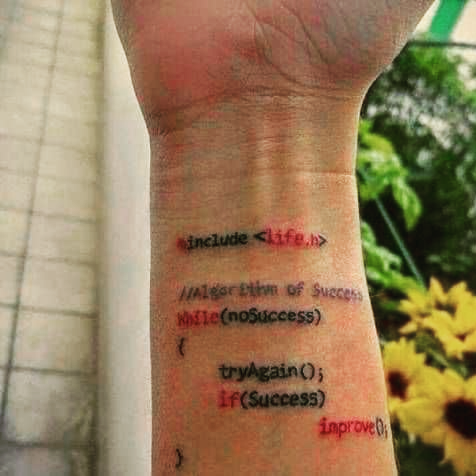 #include <life.h>
//Algorithm of Success
While(noSuccess)
{
tryAgain();
if(Success)
improve();
}